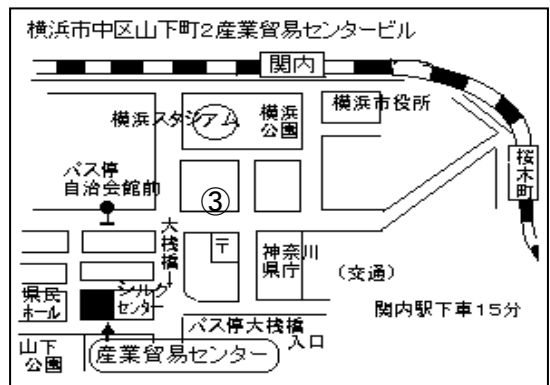 横浜市中区山下町2産業貿易センタービル
関内
横浜スタジアム
横浜
公園
横浜市役所
桜木町
バス停
自治会館前
③
大桟橋
〒
神奈川
県庁
(交通)
関内駅下車15分
県民
ホール
シルク
センター
バス停大桟橋
入口
山下
公園
産業貿易センター